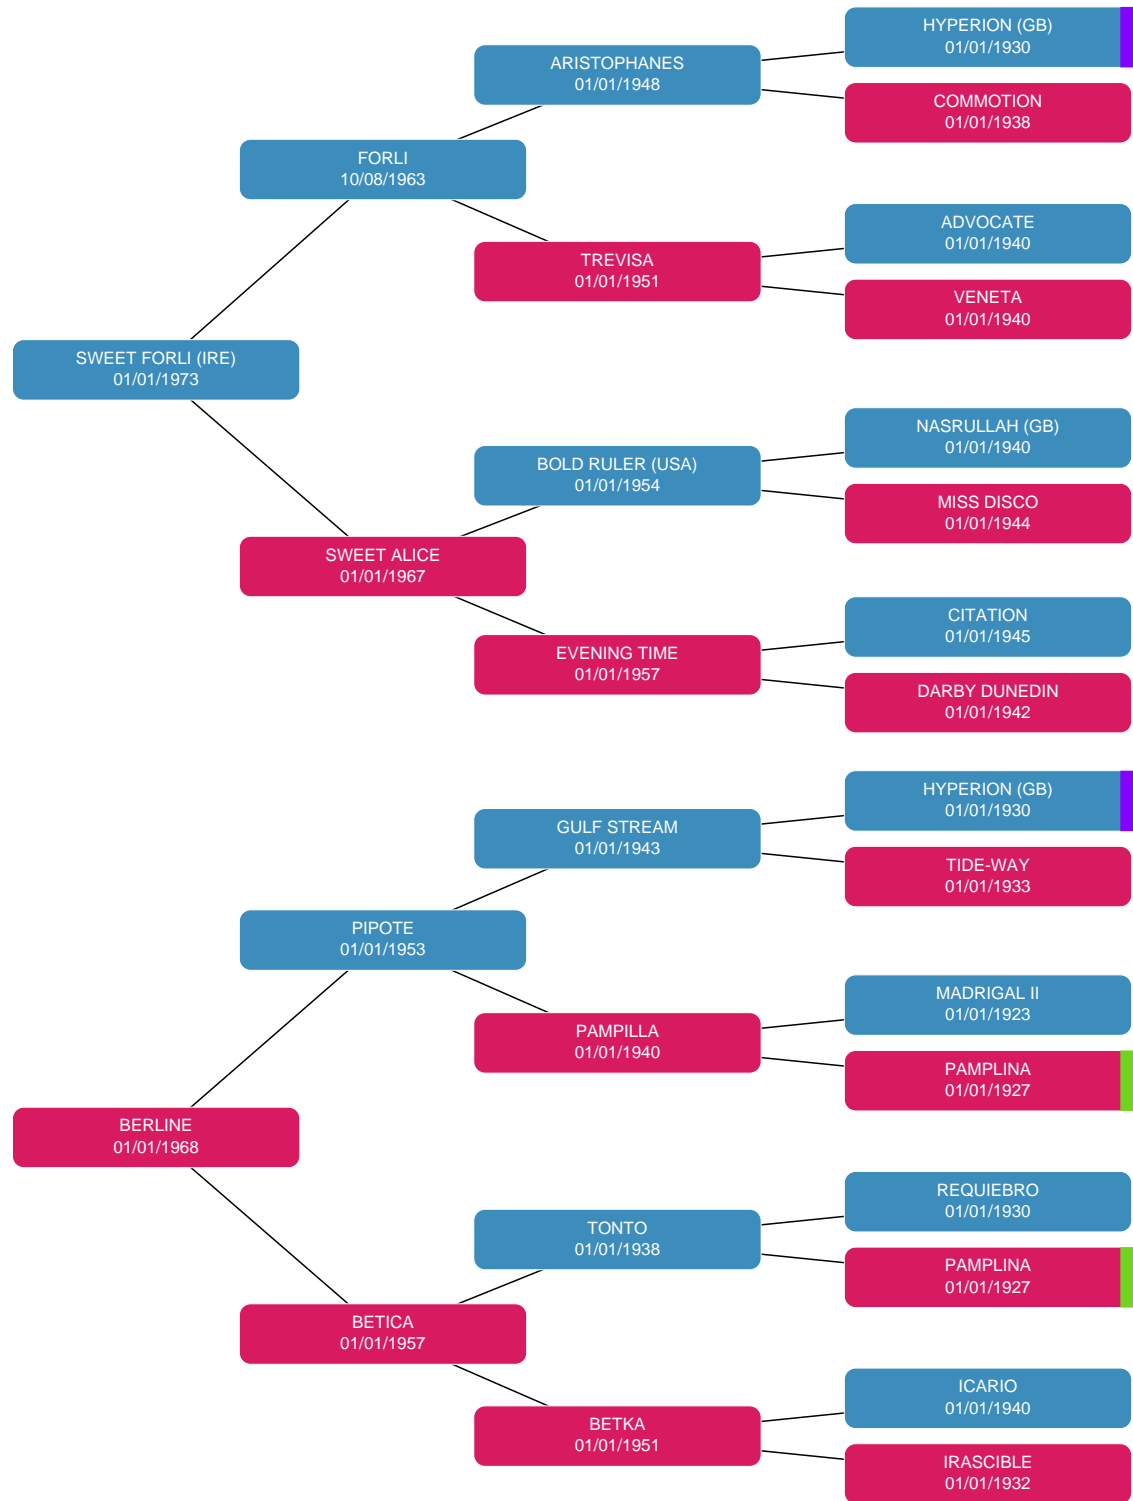 HYPERION (GB)
01/01/1930
ARISTOPHANES
01/01/1948
COMMOTION
01/01/1938
FORLI
10/08/1963
ADVOCATE
01/01/1940
TREVISA
01/01/1951
VENETA
01/01/1940
SWEET FORLI (IRE)
01/01/1973
NASRULLAH (GB)
01/01/1940
BOLD RULER (USA)
01/01/1954
MISS DISCO
01/01/1944
SWEET ALICE
01/01/1967
CITATION
01/01/1945
EVENING TIME
01/01/1957
DARBY DUNEDIN
01/01/1942
HYPERION (GB)
01/01/1930
GULF STREAM
01/01/1943
TIDE-WAY
01/01/1933
PIPOTE
01/01/1953
MADRIGAL II
01/01/1923
PAMPILLA
01/01/1940
PAMPLINA
01/01/1927
BERLINE
01/01/1968
REQUIEBRO
01/01/1930
TONTO
01/01/1938
PAMPLINA
01/01/1927
BETICA
01/01/1957
ICARIO
01/01/1940
BETKA
01/01/1951
IRASCIBLE
01/01/1932